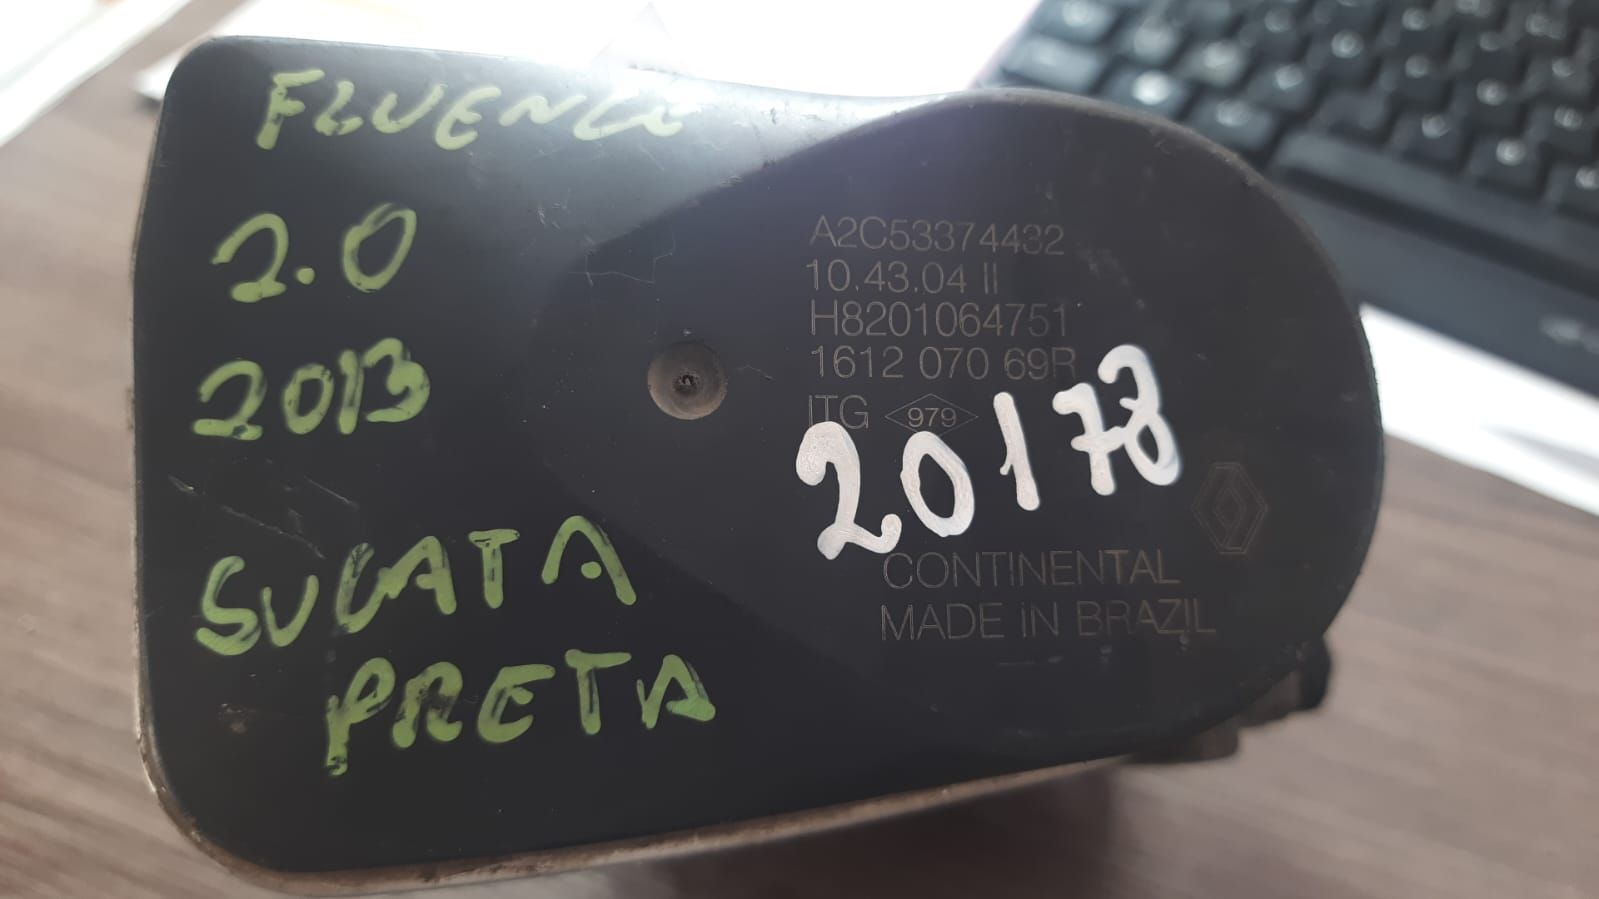 FLUENCE
2.0
2013
SUCATA
PRETA
A2C53374432
10.43.04 II
H8201064751
1612 070 69R
ITG 979
20178
CONTINENTAL
MADE iN BRAZIL